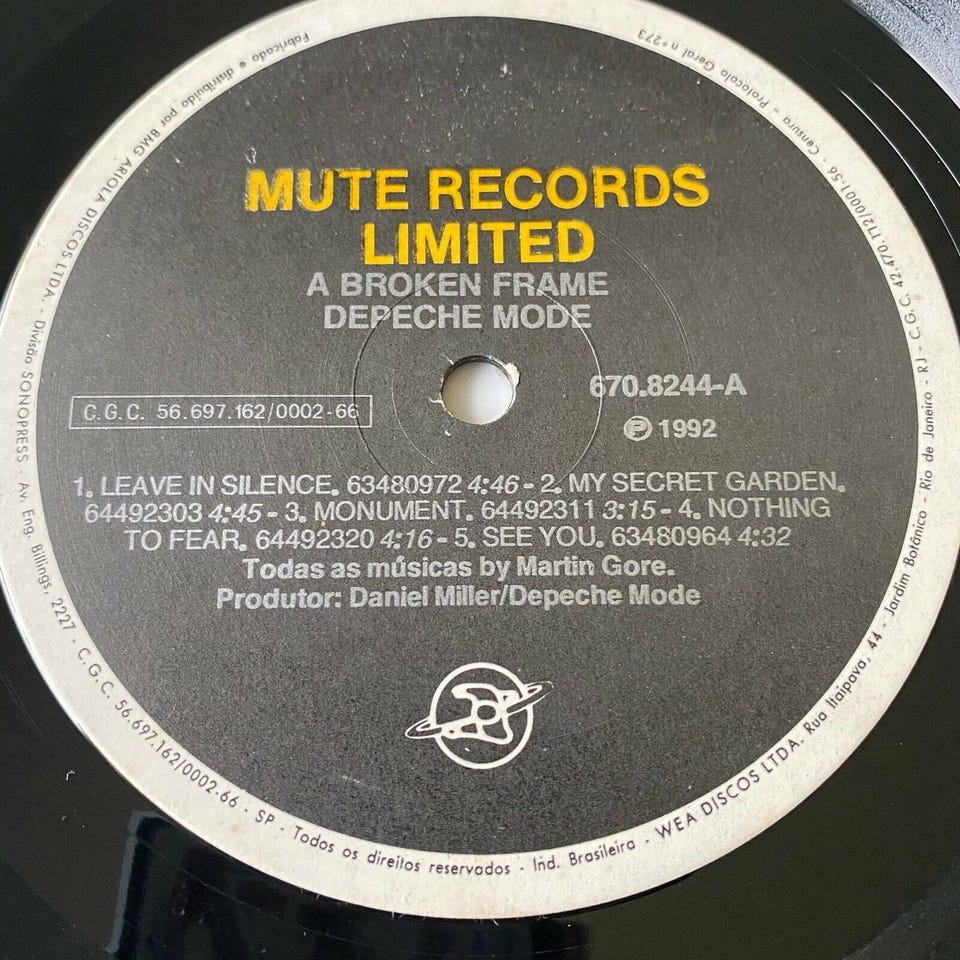 MUTE RECORDS
LIMITED
A BROKEN FRAME
DEPECHE MODE
670.8244-A
C.G.C. 56.697.162/0002-66
Ⓟ 1992
1. LEAVE IN SILENCE. 63480972 4:46 - 2. MY SECRET GARDEN.
64492303 4:45 - 3. MONUMENT. 64492311 3:15 - 4. NOTHING
TO FEAR. 64492320 4:16 - 5. SEE YOU. 63480964 4:32
Todas as músicas by Martin Gore.
Produtor: Daniel Miller/Depeche Mode
Fabricado e distribuido por BMG ARIOLA DISCOS LTDA. - Divisão SONOPRESS - Av. Eng. Billings, 2227 - C.G.C. 56.697.162/0002-66 - SP - Todos os direitos reservados - Ind. Brasileira - WEA DISCOS LTDA. Rua Itaipava, 44 - Jardim Botânico Rio de Janeiro - RJ - C.G.C. 42.470.112/0001-56 - Censura - Protocolo Geral nº 273